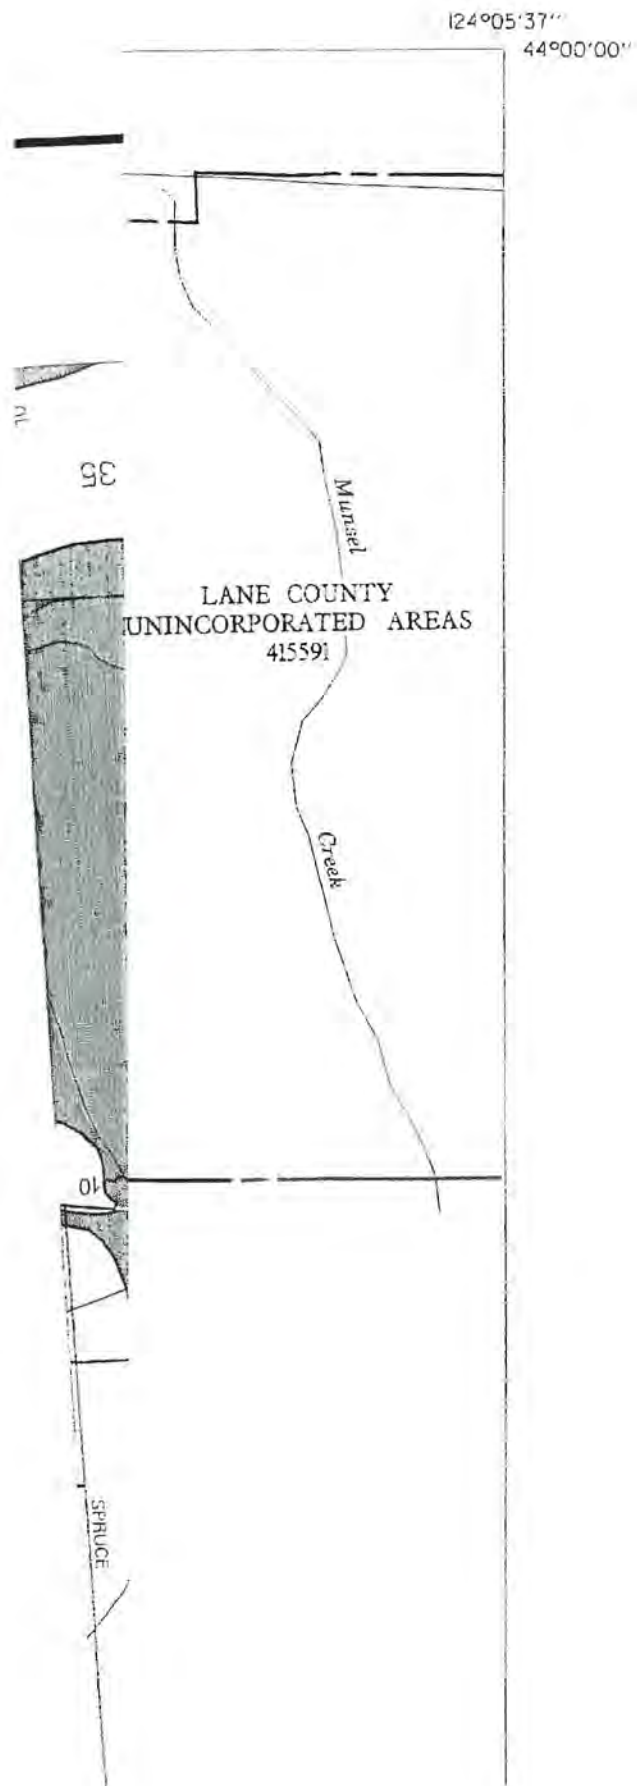 124°05'37"
44°00'00"
35
Munsel
LANE COUNTY
UNINCORPORATED AREAS
415591
Creek
10
SPRUCE